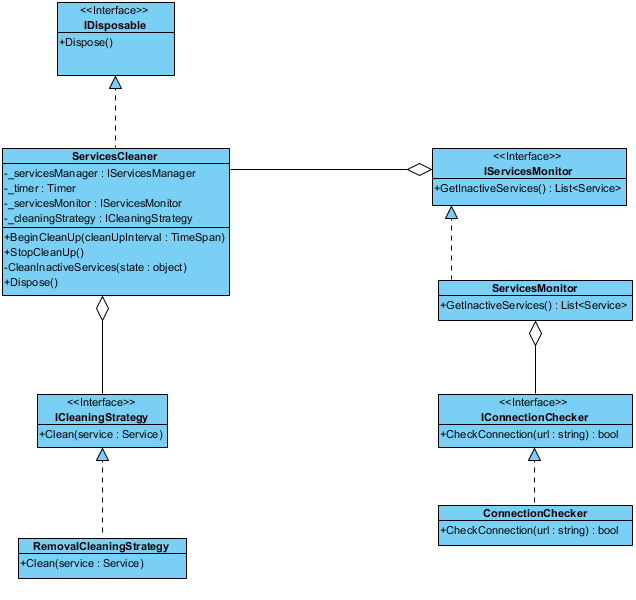 <<Interface>>
IDisposable
+Dispose()
ServicesCleaner
-_servicesManager : IServicesManager
-_timer : Timer
-_servicesMonitor : IServicesMonitor
-_cleaningStrategy : ICleaningStrategy
+BeginCleanUp(cleanUpInterval : TimeSpan)
+StopCleanUp()
-CleanInactiveServices(state : object)
+Dispose()
<<Interface>>
IServicesMonitor
+GetInactiveServices() : List<Service>
ServicesMonitor
+GetInactiveServices() : List<Service>
<<Interface>>
ICleaningStrategy
+Clean(service : Service)
<<Interface>>
IConnectionChecker
+CheckConnection(url : string) : bool
RemovalCleaningStrategy
+Clean(service : Service)
ConnectionChecker
+CheckConnection(url : string) : bool